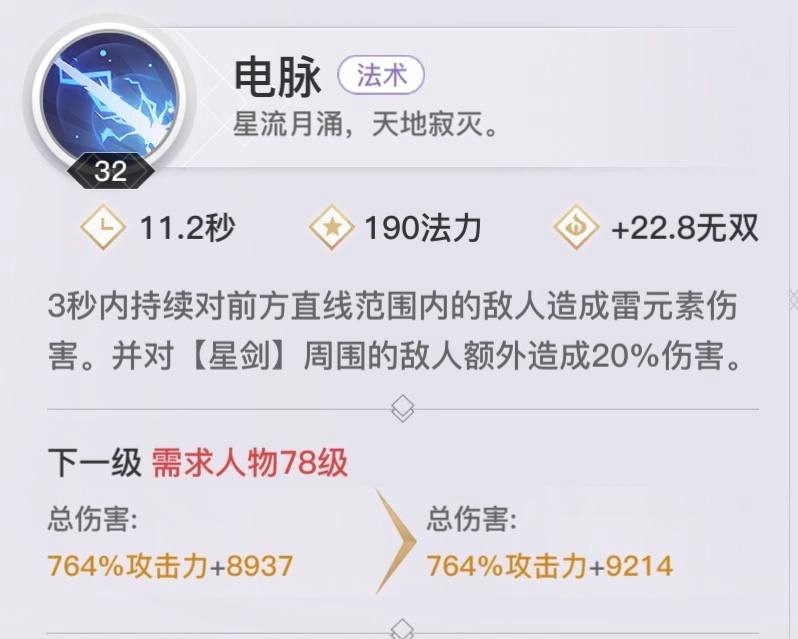 电脉 法术
星流月涌，天地寂灭。
32
11.2秒 190法力 +22.8无双
3秒内持续对前方直线范围内的敌人造成雷元素伤
害。并对【星剑】周围的敌人额外造成20%伤害。
下一级 需求人物78级
总伤害: 总伤害:
764%攻击力+8937 764%攻击力+9214